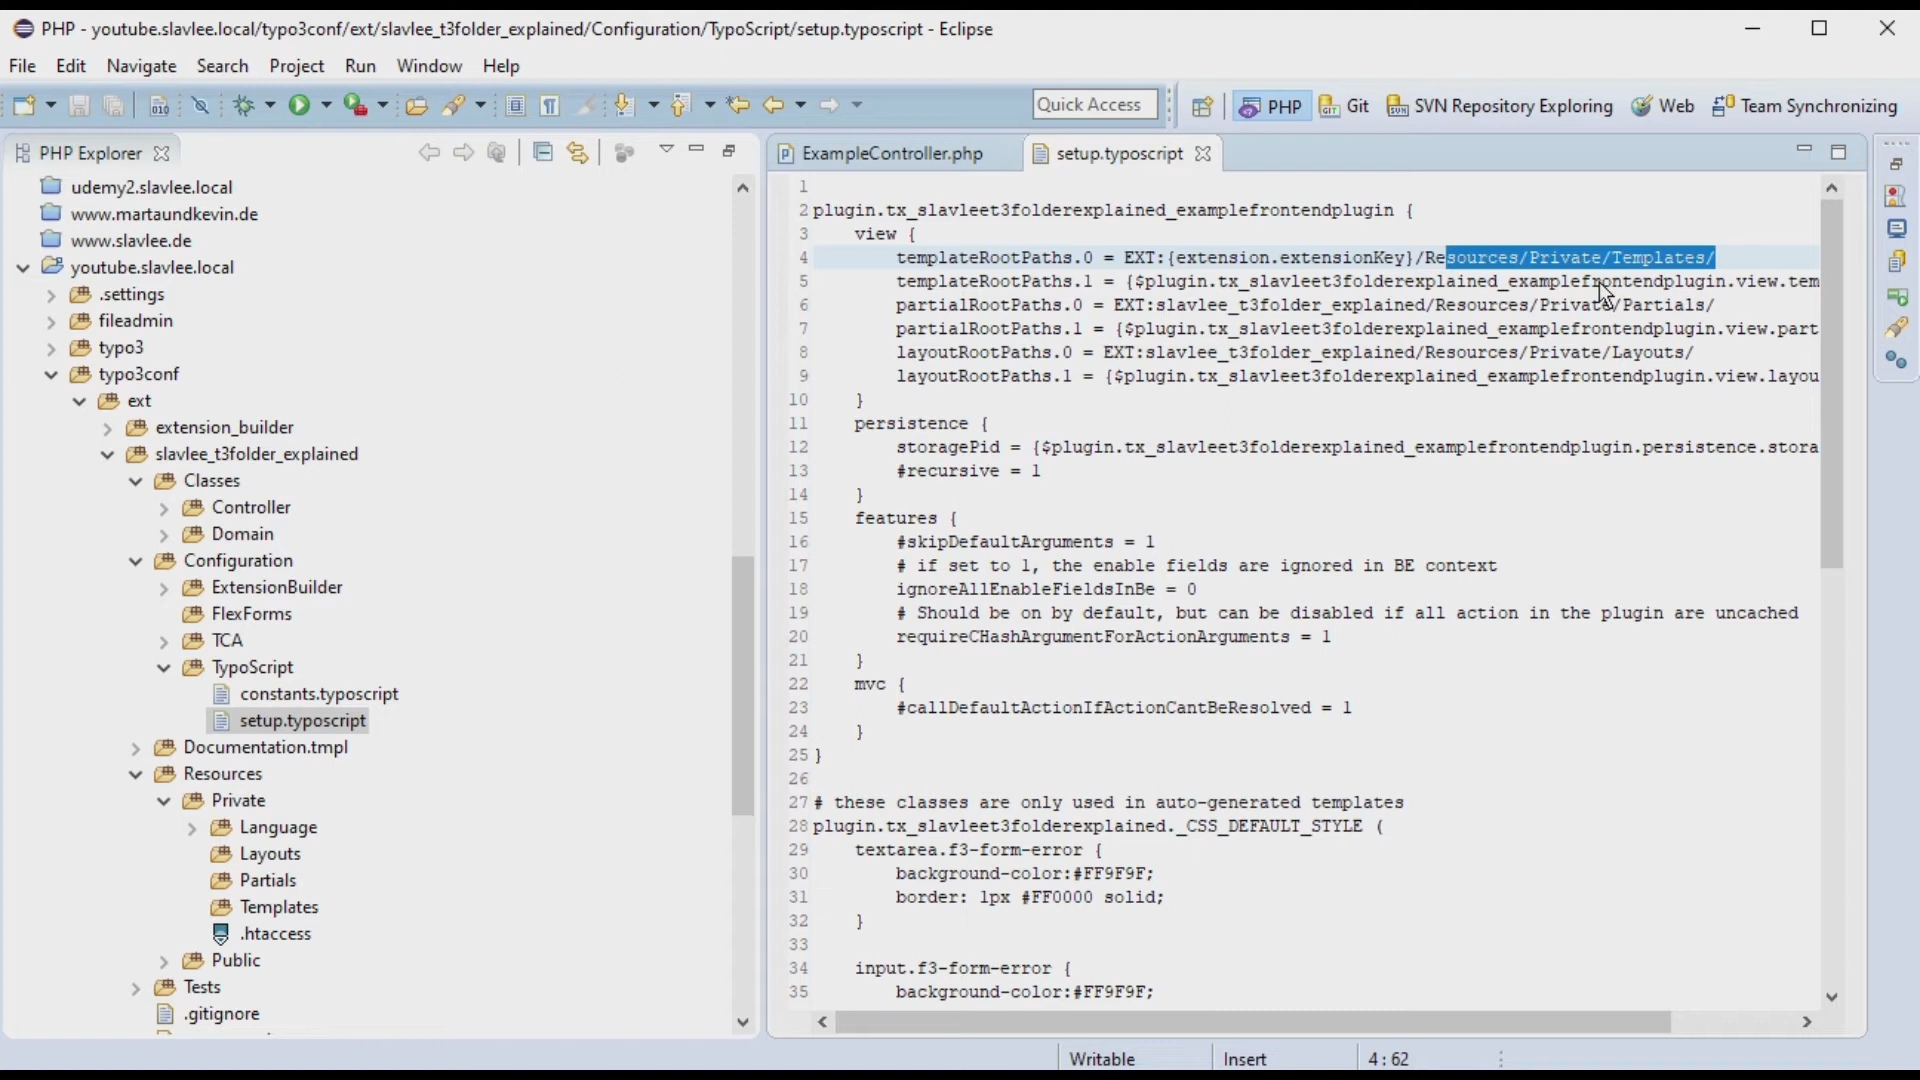 PHP - youtube.slavlee.local/typo3conf/ext/slavlee_t3folder_explained/Configuration/TypoScript/setup.typoscript - Eclipse
File Edit Navigate Search Project Run Window Help
Quick Access
PHP Git SVN Repository Exploring Web Team Synchronizing
PHP Explorer
udemy2.slavlee.local
www.martaundkevin.de
www.slavlee.de
youtube.slavlee.local
.settings
fileadmin
typo3
typo3conf
ext
extension_builder
slavlee_t3folder_explained
Classes
Controller
Domain
Configuration
ExtensionBuilder
FlexForms
TCA
TypoScript
constants.typoscript
setup.typoscript
Documentation.tmpl
Resources
Private
Language
Layouts
Partials
Templates
.htaccess
Public
Tests
.gitignore
ExampleController.php setup.typoscript
1
2 plugin.tx_slavleet3folderexplained_examplefrontendplugin {
3 view {
4 templateRootPaths.0 = EXT:{extension.extensionKey}/Resources/Private/Templates/
5 templateRootPaths.1 = {$plugin.tx_slavleet3folderexplained_examplefrontendplugin.view.tem
6 partialRootPaths.0 = EXT:slavlee_t3folder_explained/Resources/Private/Partials/
7 partialRootPaths.1 = {$plugin.tx_slavleet3folderexplained_examplefrontendplugin.view.part
8 layoutRootPaths.0 = EXT:slavlee_t3folder_explained/Resources/Private/Layouts/
9 layoutRootPaths.1 = {$plugin.tx_slavleet3folderexplained_examplefrontendplugin.view.layou
10 }
11 persistence {
12 storagePid = {$plugin.tx_slavleet3folderexplained_examplefrontendplugin.persistence.stora
13 #recursive = 1
14 }
15 features {
16 #skipDefaultArguments = 1
17 # if set to 1, the enable fields are ignored in BE context
18 ignoreAllEnableFieldsInBe = 0
19 # Should be on by default, but can be disabled if all action in the plugin are uncached
20 requireCHashArgumentForActionArguments = 1
21 }
22 mvc {
23 #callDefaultActionIfActionCantBeResolved = 1
24 }
25 }
26
27 # these classes are only used in auto-generated templates
28 plugin.tx_slavleet3folderexplained._CSS_DEFAULT_STYLE (
29 textarea.f3-form-error {
30 background-color:#FF9F9F;
31 border: 1px #FF0000 solid;
32 }
33
34 input.f3-form-error {
35 background-color:#FF9F9F;
Writable Insert 4:62